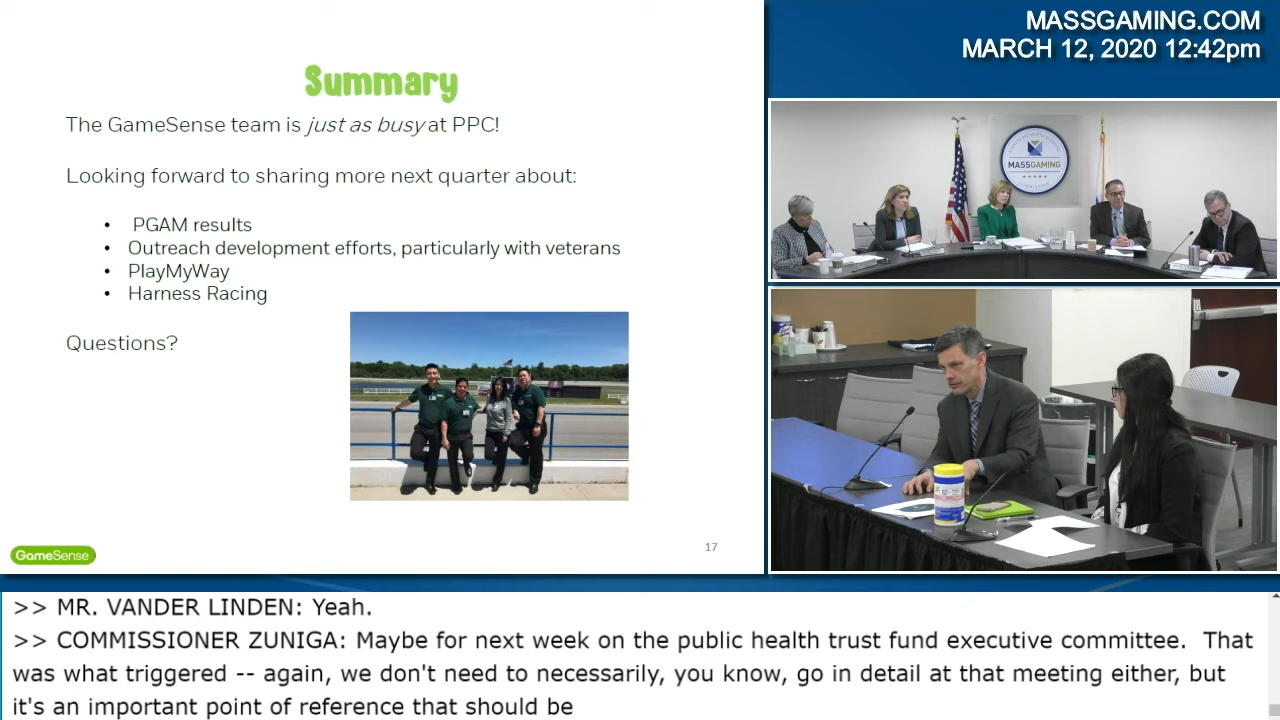 Summary
The GameSense team is just as busy at PPC!
Looking forward to sharing more next quarter about:
• PGAM results
• Outreach development efforts, particularly with veterans
• PlayMyWay
• Harness Racing
Questions?
GameSense
17
MASSGAMING.COM
MARCH 12, 2020 12:42pm
MASSGAMING
>> MR. VANDER LINDEN: Yeah.
>> COMMISSIONER ZUNIGA: Maybe for next week on the public health trust fund executive committee.  That
was what triggered -- again, we don't need to necessarily, you know, go in detail at that meeting either, but
it's an important point of reference that should be